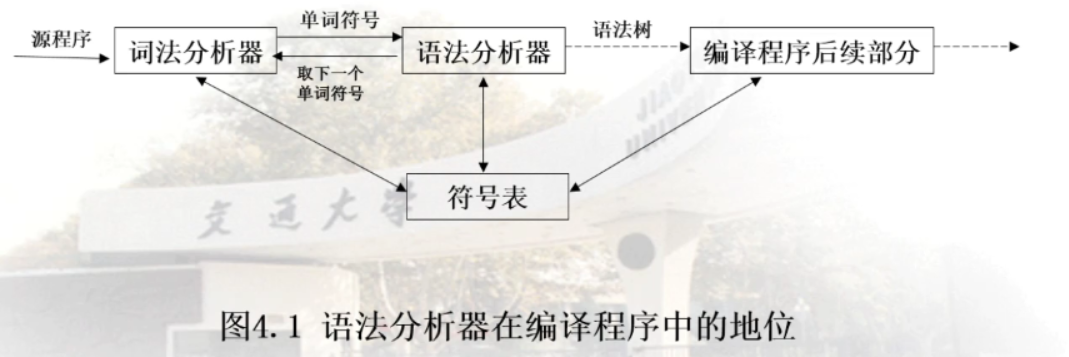 源程序
词法分析器
单词符号
取下一个
单词符号
语法分析器
语法树
编译程序后续部分
符号表
交通大学
JIAO
UNIV
图4.1 语法分析器在编译程序中的地位